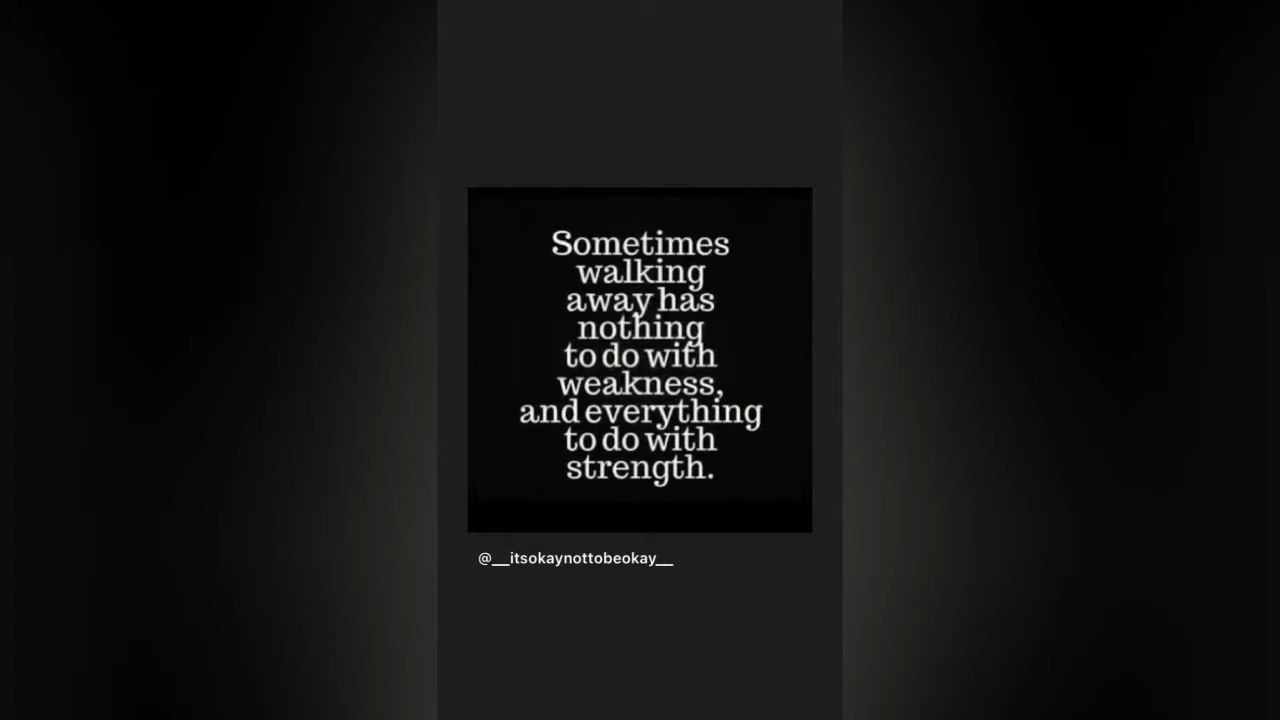 Sometimes
walking
away has
nothing
to do with
weakness,
and everything
to do with
strength.
@__itsokaynottobeokay__